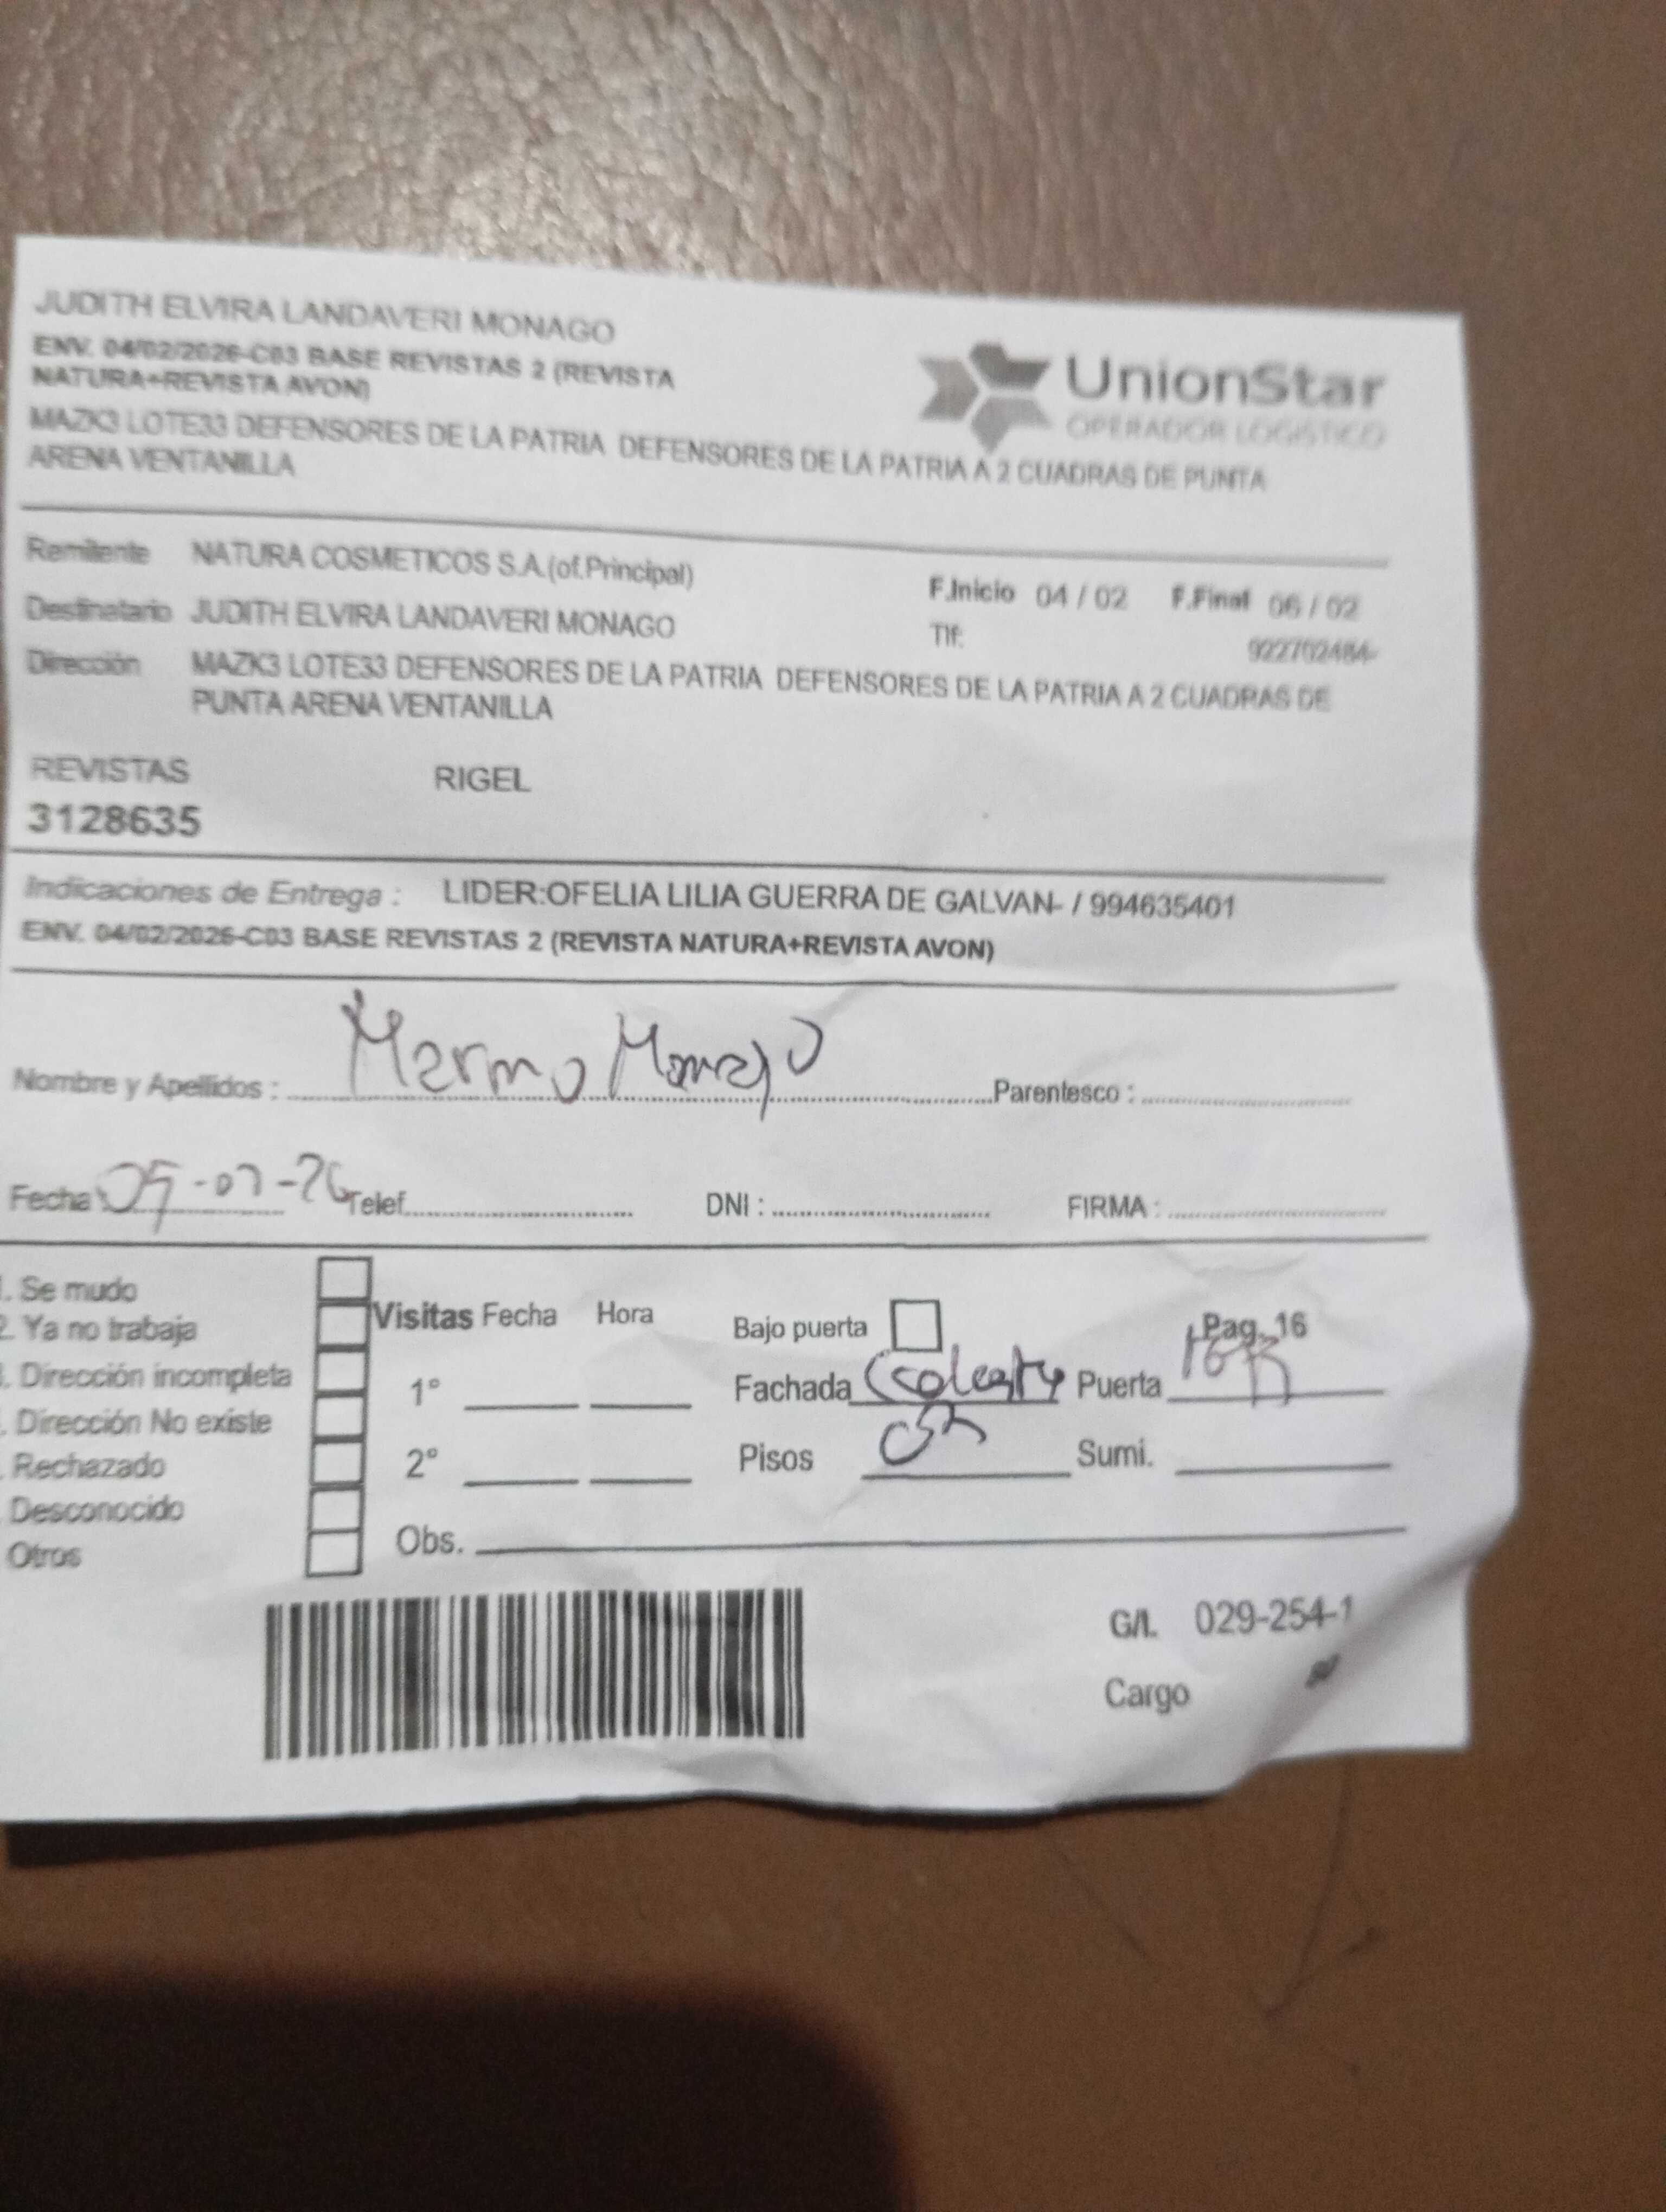 JUDITH ELVIRA LANDAVERI MONAGO
ENV. 04/02/2026-C03 BASE REVISTAS 2 (REVISTA
NATURA+REVISTA AVON)
UnionStar
OPERADOR LOGISTICO
MAZK3 LOTE33 DEFENSORES DE LA PATRIA DEFENSORES DE LA PATRIA A 2 CUADRAS DE PUNTA
ARENA VENTANILLA
Remitente NATURA COSMETICOS S.A.(of.Principal)
F.Inicio 04 / 02 F.Final 06 / 02
Destinatario JUDITH ELVIRA LANDAVERI MONAGO
Tlf: 922702484-
Dirección MAZK3 LOTE33 DEFENSORES DE LA PATRIA DEFENSORES DE LA PATRIA A 2 CUADRAS DE
PUNTA ARENA VENTANILLA
REVISTAS RIGEL
3128635
Indicaciones de Entrega : LIDER:OFELIA LILIA GUERRA DE GALVAN- / 994635401
ENV. 04/02/2026-C03 BASE REVISTAS 2 (REVISTA NATURA+REVISTA AVON)
Nombre y Apellidos : Monago Parentesco :
Fecha Telef. DNI : FIRMA :
. Se mudo
2. Ya no trabaja
. Dirección incompleta
. Dirección No existe
. Rechazado
Desconocido
Otros
Visitas Fecha Hora
1°
2°
Obs.
Bajo puerta Pag. 16
Fachada Puerta
Pisos Sumi.
G/I. 029-254-1
Cargo